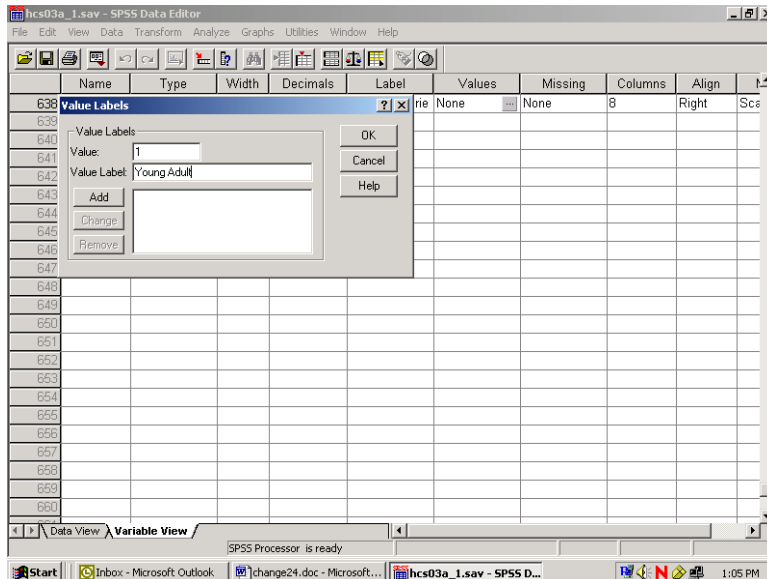 hcs03a_1.sav - SPSS Data Editor
File Edit View Data Transform Analyze Graphs Utilities Window Help
Name Type Width Decimals Label Values Missing Columns Align
638 rie None ... None 8 Right Sca
Value Labels
639
Value Labels
OK
640
Value: 1
641
Cancel
642
Value Label: Young Adult
Help
643
Add
644
Change
645
Remove
646
647
648
649
650
651
652
653
654
655
656
657
658
659
660
Data View Variable View
SPSS Processor is ready
Start Inbox - Microsoft Outlook change24.doc - Microsoft... hcs03a_1.sav - SPSS D... N 1:05 PM